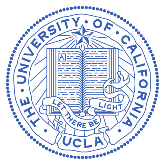 THE UNIVERSITY OF CALIFORNIA
A
LET THERE BE LIGHT
UCLA